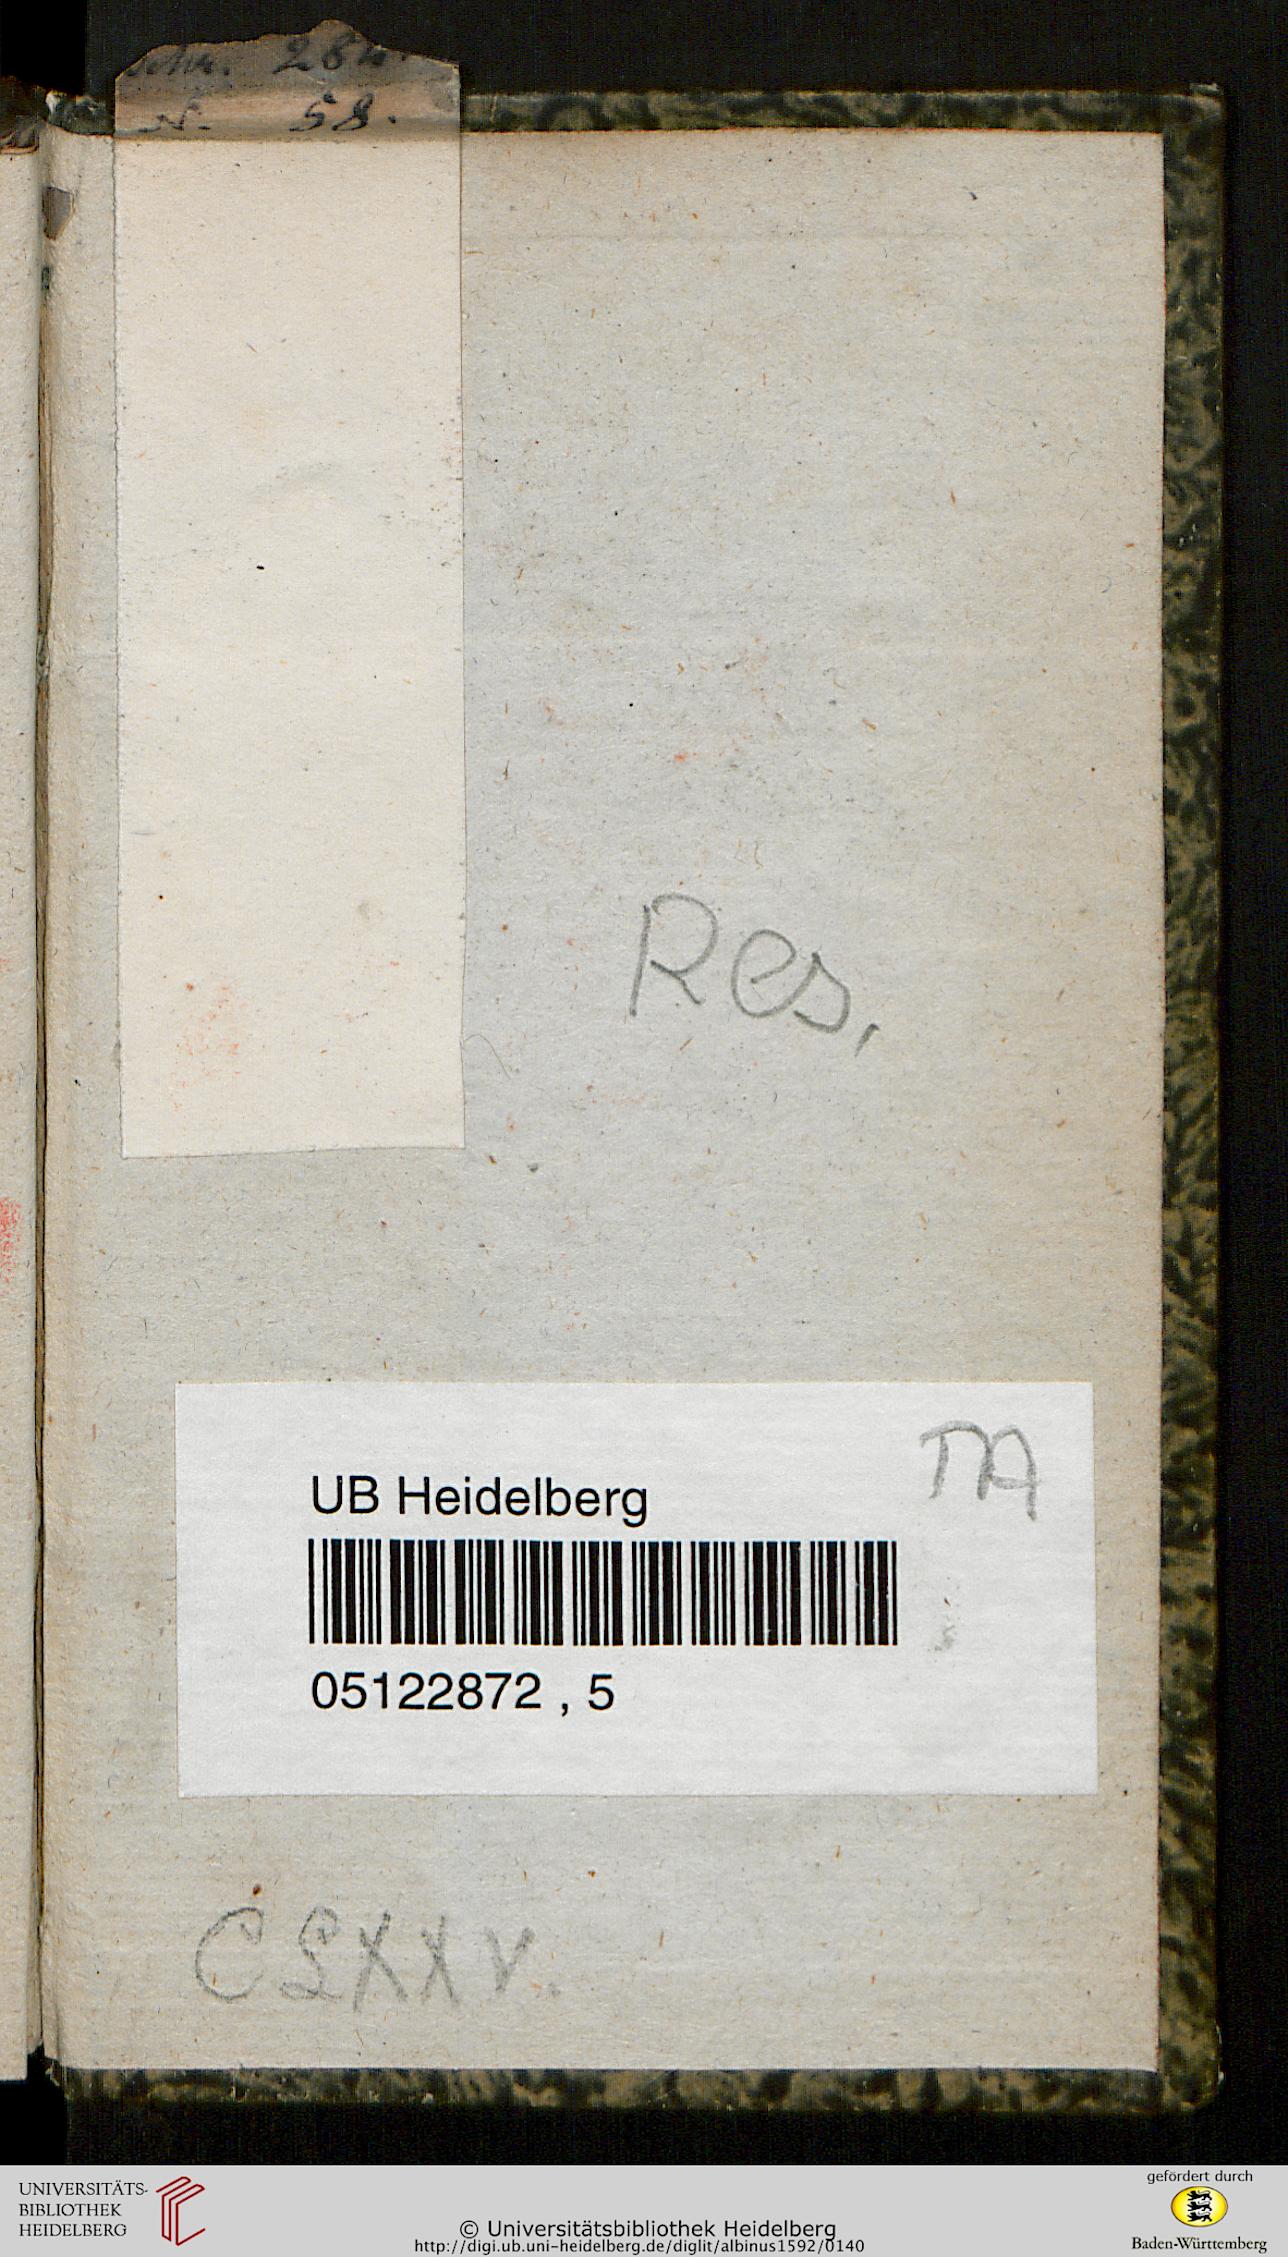 58.
Res.
TA
UB Heidelberg
05122872 , 5
CLXXV.
UNIVERSITÄTS-
BIBLIOTHEK
HEIDELBERG
© Universitätsbibliothek Heidelberg
http://digi.ub.uni-heidelberg.de/diglit/albinus1592/0140
gefördert durch
Baden-Württemberg